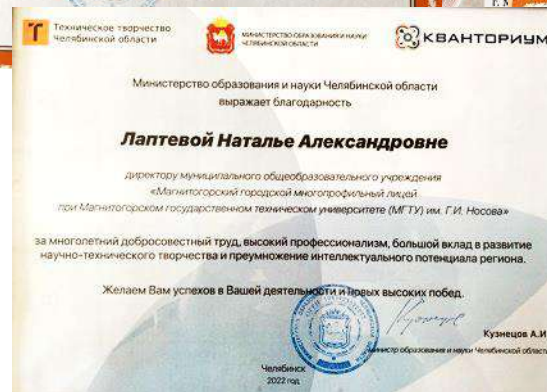 Техническое творчество
Челябинской области
МИНИСТЕРСТВО ОБРАЗОВАНИЯ И НАУКИ
ЧЕЛЯБИНСКОЙ ОБЛАСТИ
КВАНТОРИУМ
Министерство образования и науки Челябинской области
выражает благодарность
Лаптевой Наталье Александровне
директору муниципального общеобразовательного учреждения
«Магнитогорский городской многопрофильный лицей
при Магнитогорском государственном техническом университете (МГТУ) им. Г.И. Носова»
за многолетний добросовестный труд, высокий профессионализм, большой вклад в развитие
научно-технического творчества и преумножение интеллектуального потенциала региона.
Желаем Вам успехов в Вашей деятельности и новых высоких побед.
Кузнецов А.И
министр образования и науки Челябинской области
Челябинск
2022 год